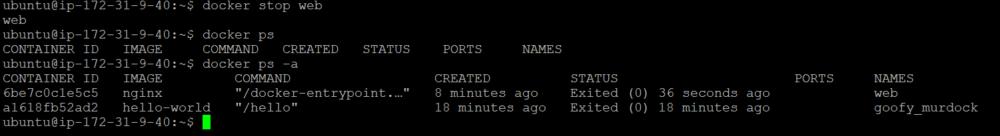 ubuntu@ip-172-31-9-40:~$ docker stop web
web
ubuntu@ip-172-31-9-40:~$ docker ps
CONTAINER ID   IMAGE     COMMAND   CREATED   STATUS    PORTS     NAMES
ubuntu@ip-172-31-9-40:~$ docker ps -a
CONTAINER ID   IMAGE         COMMAND                  CREATED          STATUS                      PORTS     NAMES
6be7c0c1e5c5   nginx         "/docker-entrypoint.…"   8 minutes ago    Exited (0) 36 seconds ago             web
a1618fb52ad2   hello-world   "/hello"                 18 minutes ago   Exited (0) 18 minutes ago             goofy_murdock
ubuntu@ip-172-31-9-40:~$